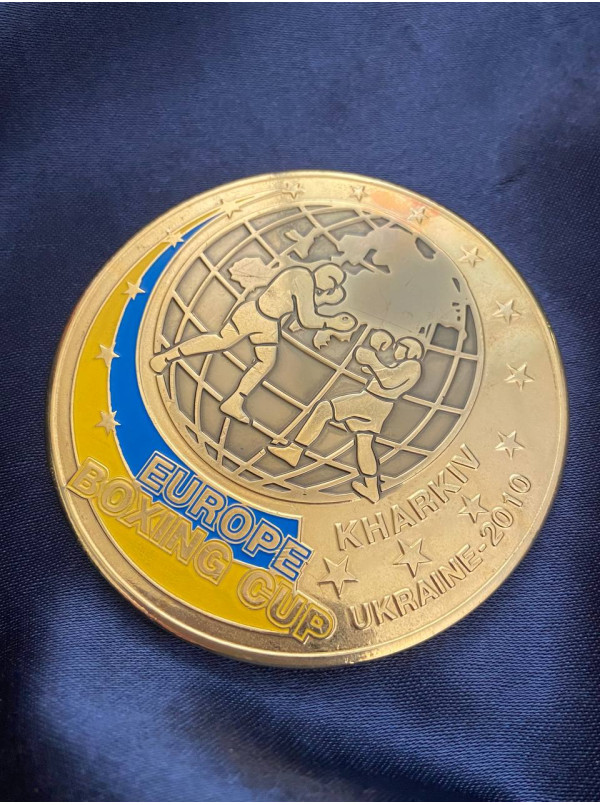 EUROPE
BOXING CUP
KHARKIV
UKRAINE-2010